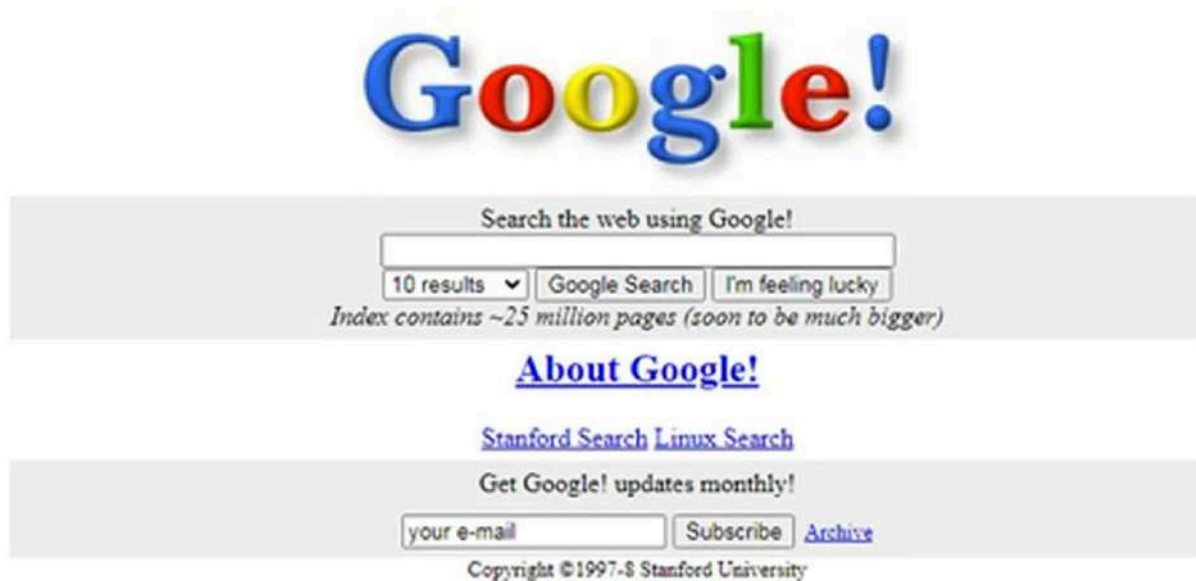 Google!
Search the web using Google!
10 results Google Search I'm feeling lucky
Index contains ~25 million pages (soon to be much bigger)
About Google!
Stanford Search Linux Search
Get Google! updates monthly!
your e-mail Subscribe Archive
Copyright ©1997-8 Stanford University